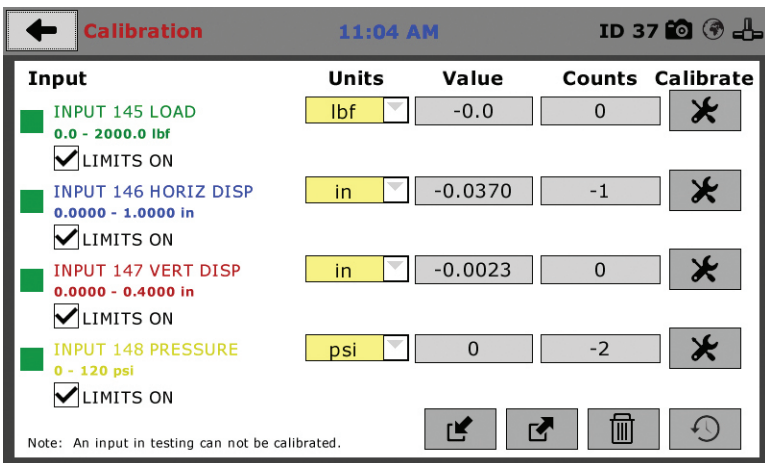 Calibration 11:04 AM ID 37
Input Units Value Counts Calibrate
INPUT 145 LOAD lbf -0.0 0
0.0 - 2000.0 lbf
LIMITS ON
INPUT 146 HORIZ DISP in -0.0370 -1
0.0000 - 1.0000 in
LIMITS ON
INPUT 147 VERT DISP in -0.0023 0
0.0000 - 0.4000 in
LIMITS ON
INPUT 148 PRESSURE psi 0 -2
0 - 120 psi
LIMITS ON
Note: An input in testing can not be calibrated.